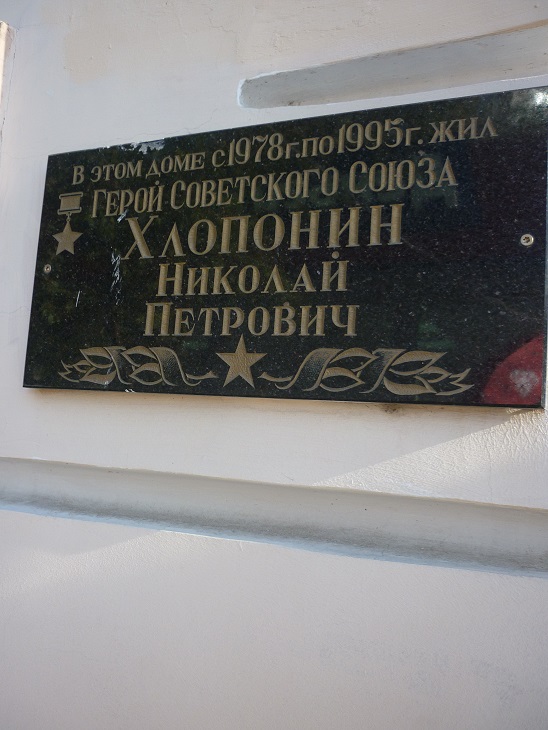 В ЭТОМ ДОМЕ С 1978 Г. ПО 1995 Г. ЖИЛ
ГЕРОЙ СОВЕТСКОГО СОЮЗА
ХЛОПОНИН
НИКОЛАЙ
ПЕТРОВИЧ